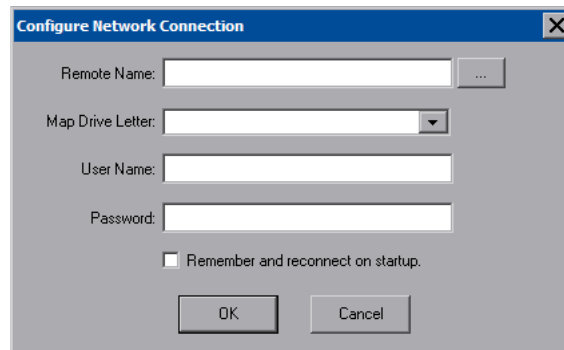 Configure Network Connection
Remote Name:
...
Map Drive Letter:
User Name:
Password:
Remember and reconnect on startup.
OK
Cancel